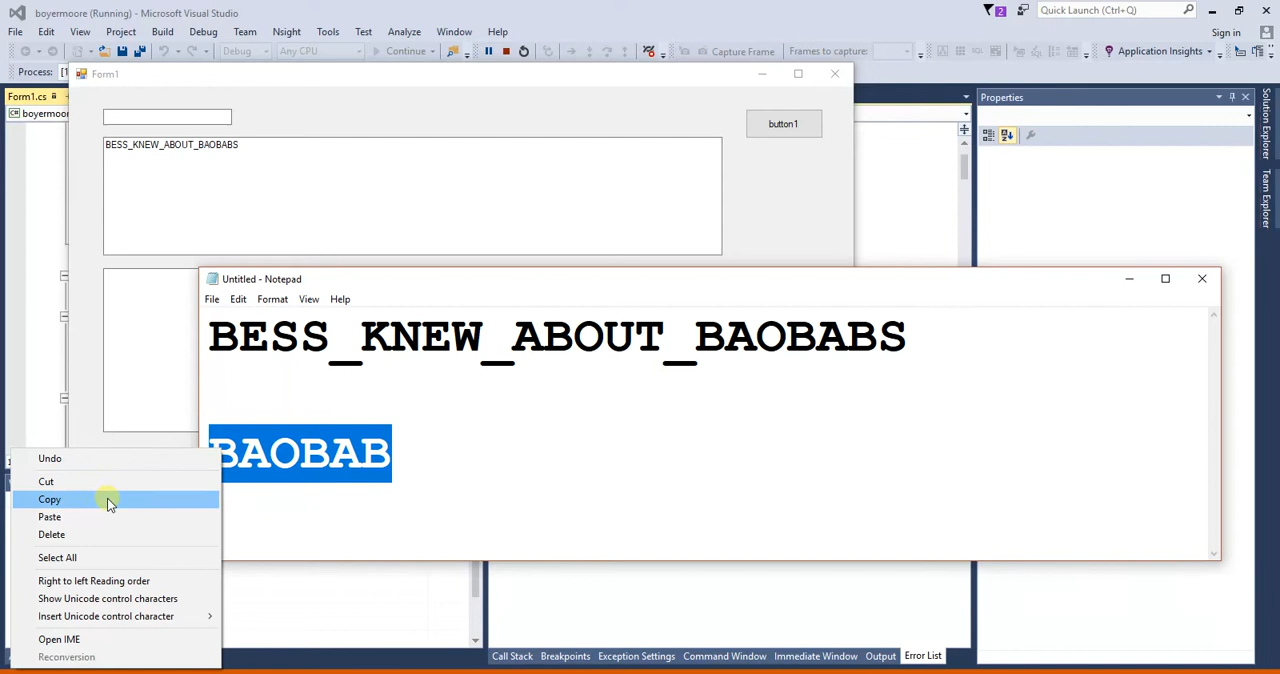 boyermoore (Running) - Microsoft Visual Studio
2
Quick Launch (Ctrl+Q)
File Edit View Project Build Debug Team Nsight Tools Test Analyze Window Help
Sign in
Debug Any CPU Continue Capture Frame Frames to capture: Application Insights
Process: [1
Form1
Form1.cs
Properties
boyermoor
button1
BESS_KNEW_ABOUT_BAOBABS
Solution Explorer
Team Explorer
Untitled - Notepad
File Edit Format View Help
BESS_KNEW_ABOUT_BAOBABS
BAOBAB
Undo
Cut
Copy
Paste
Delete
Select All
Right to left Reading order
Show Unicode control characters
Insert Unicode control character
Open IME
Reconversion
Call Stack Breakpoints Exception Settings Command Window Immediate Window Output Error List